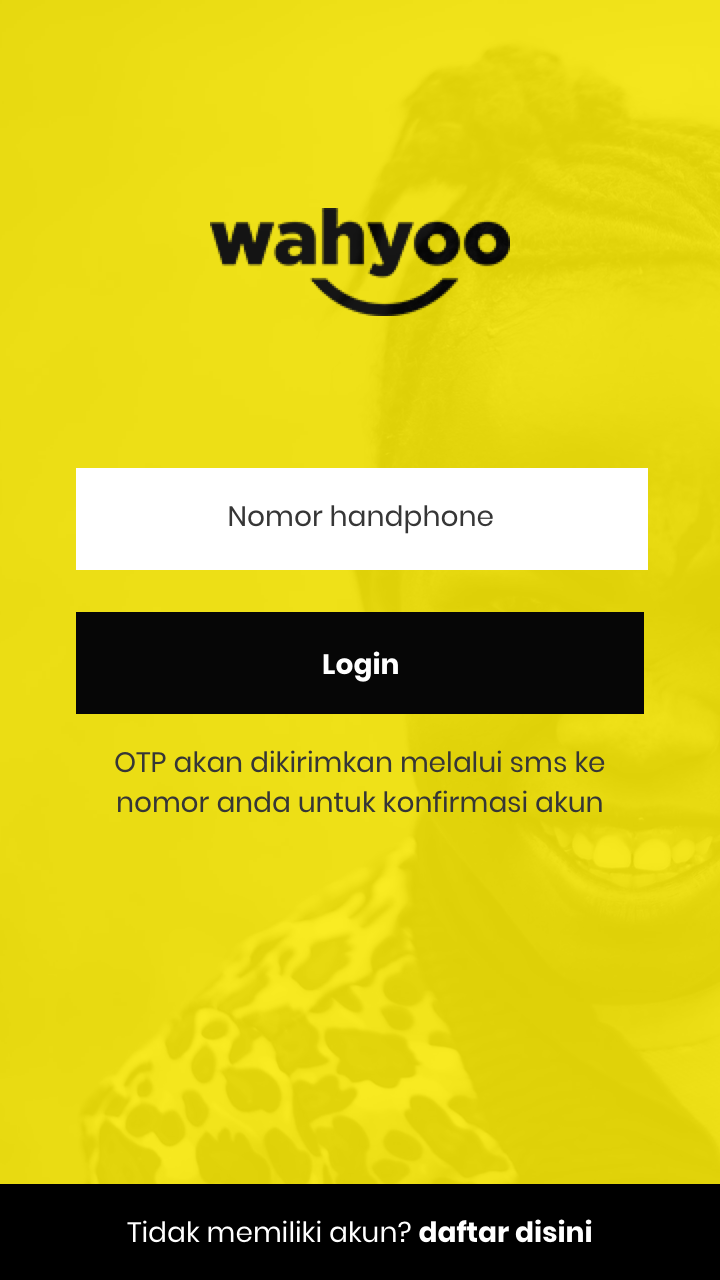 wahyoo
Nomor handphone
Login
OTP akan dikirimkan melalui sms ke
nomor anda untuk konfirmasi akun
Tidak memiliki akun? daftar disini